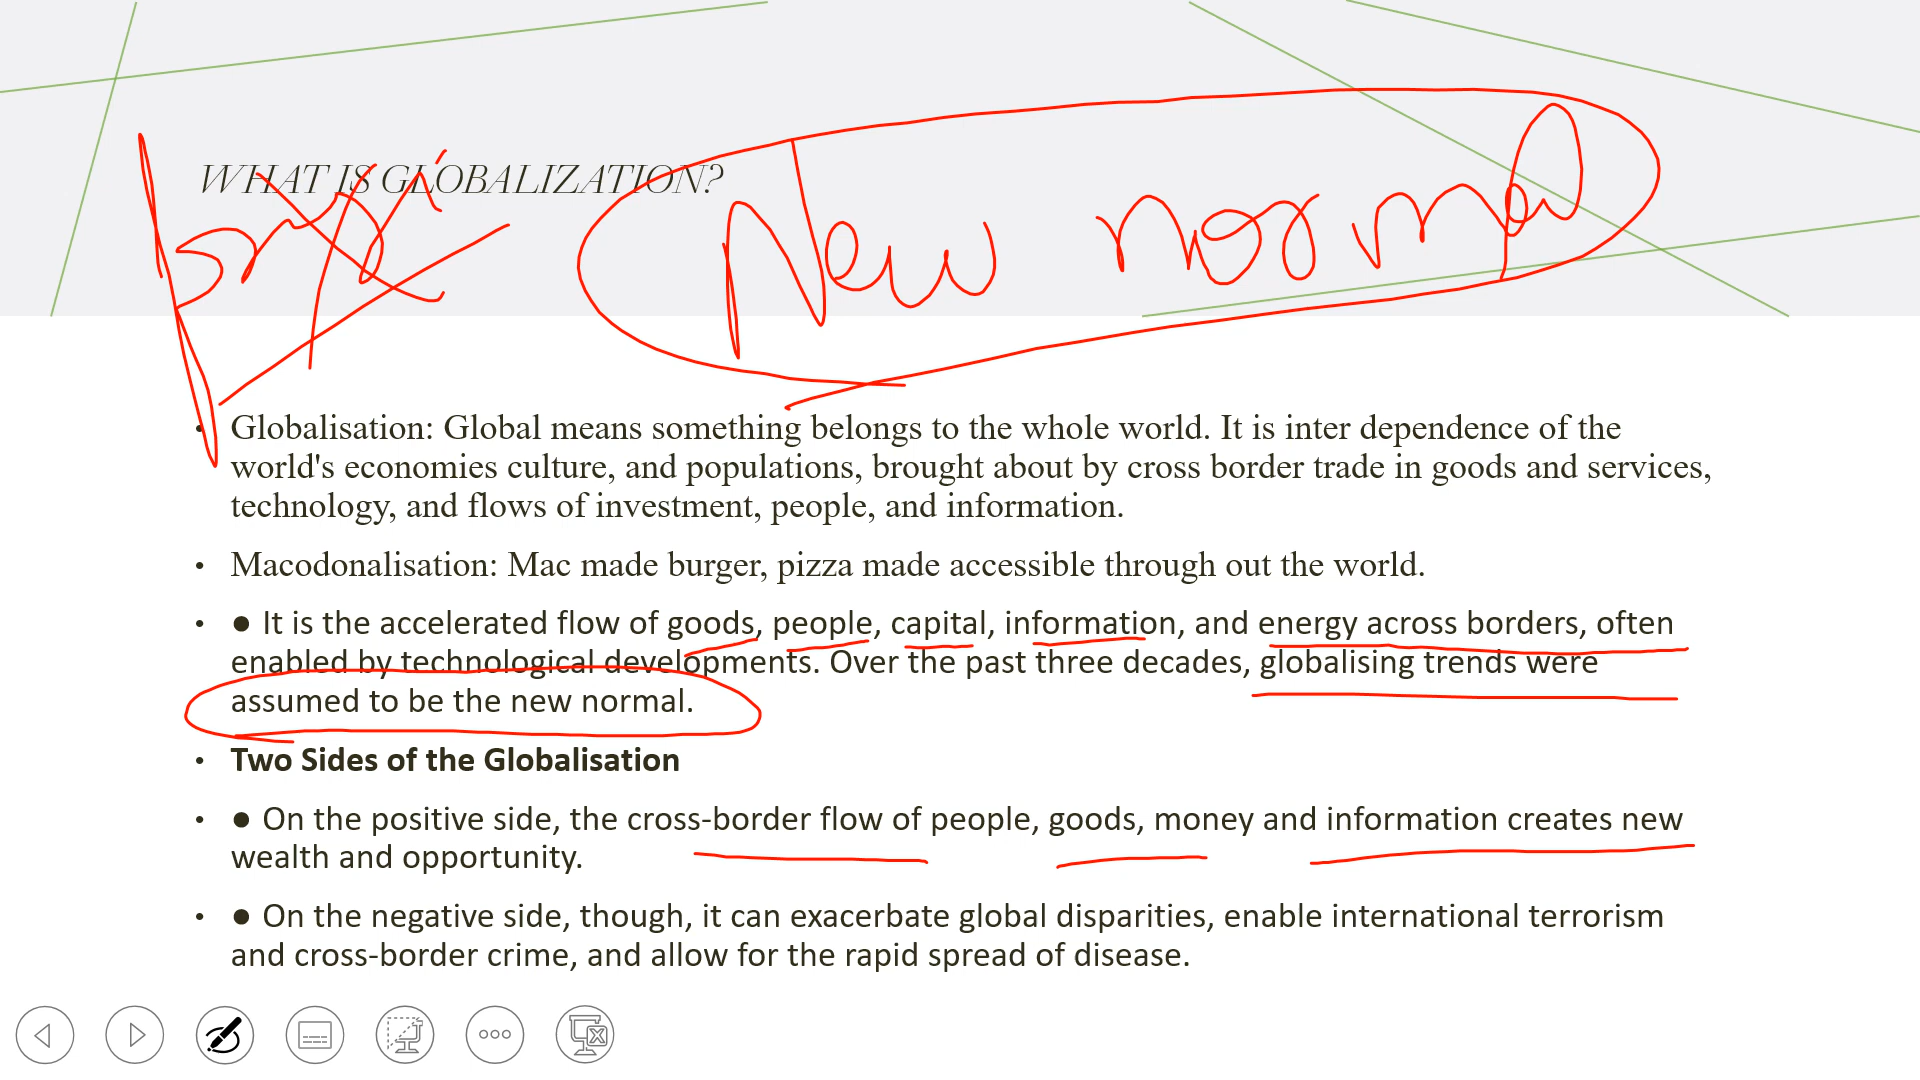 WHAT IS GLOBALIZATION?
New normal
• Globalisation: Global means something belongs to the whole world. It is inter dependence of the
world's economies culture, and populations, brought about by cross border trade in goods and services,
technology, and flows of investment, people, and information.
• Macodonalisation: Mac made burger, pizza made accessible through out the world.
• ● It is the accelerated flow of goods, people, capital, information, and energy across borders, often
enabled by technological developments. Over the past three decades, globalising trends were
assumed to be the new normal.
• Two Sides of the Globalisation
• ● On the positive side, the cross-border flow of people, goods, money and information creates new
wealth and opportunity.
• ● On the negative side, though, it can exacerbate global disparities, enable international terrorism
and cross-border crime, and allow for the rapid spread of disease.